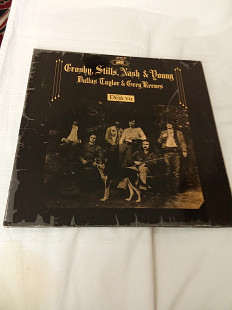 Crosby, Stills, Nash & Young
Dallas Taylor & Greg Reeves
Déjà vu